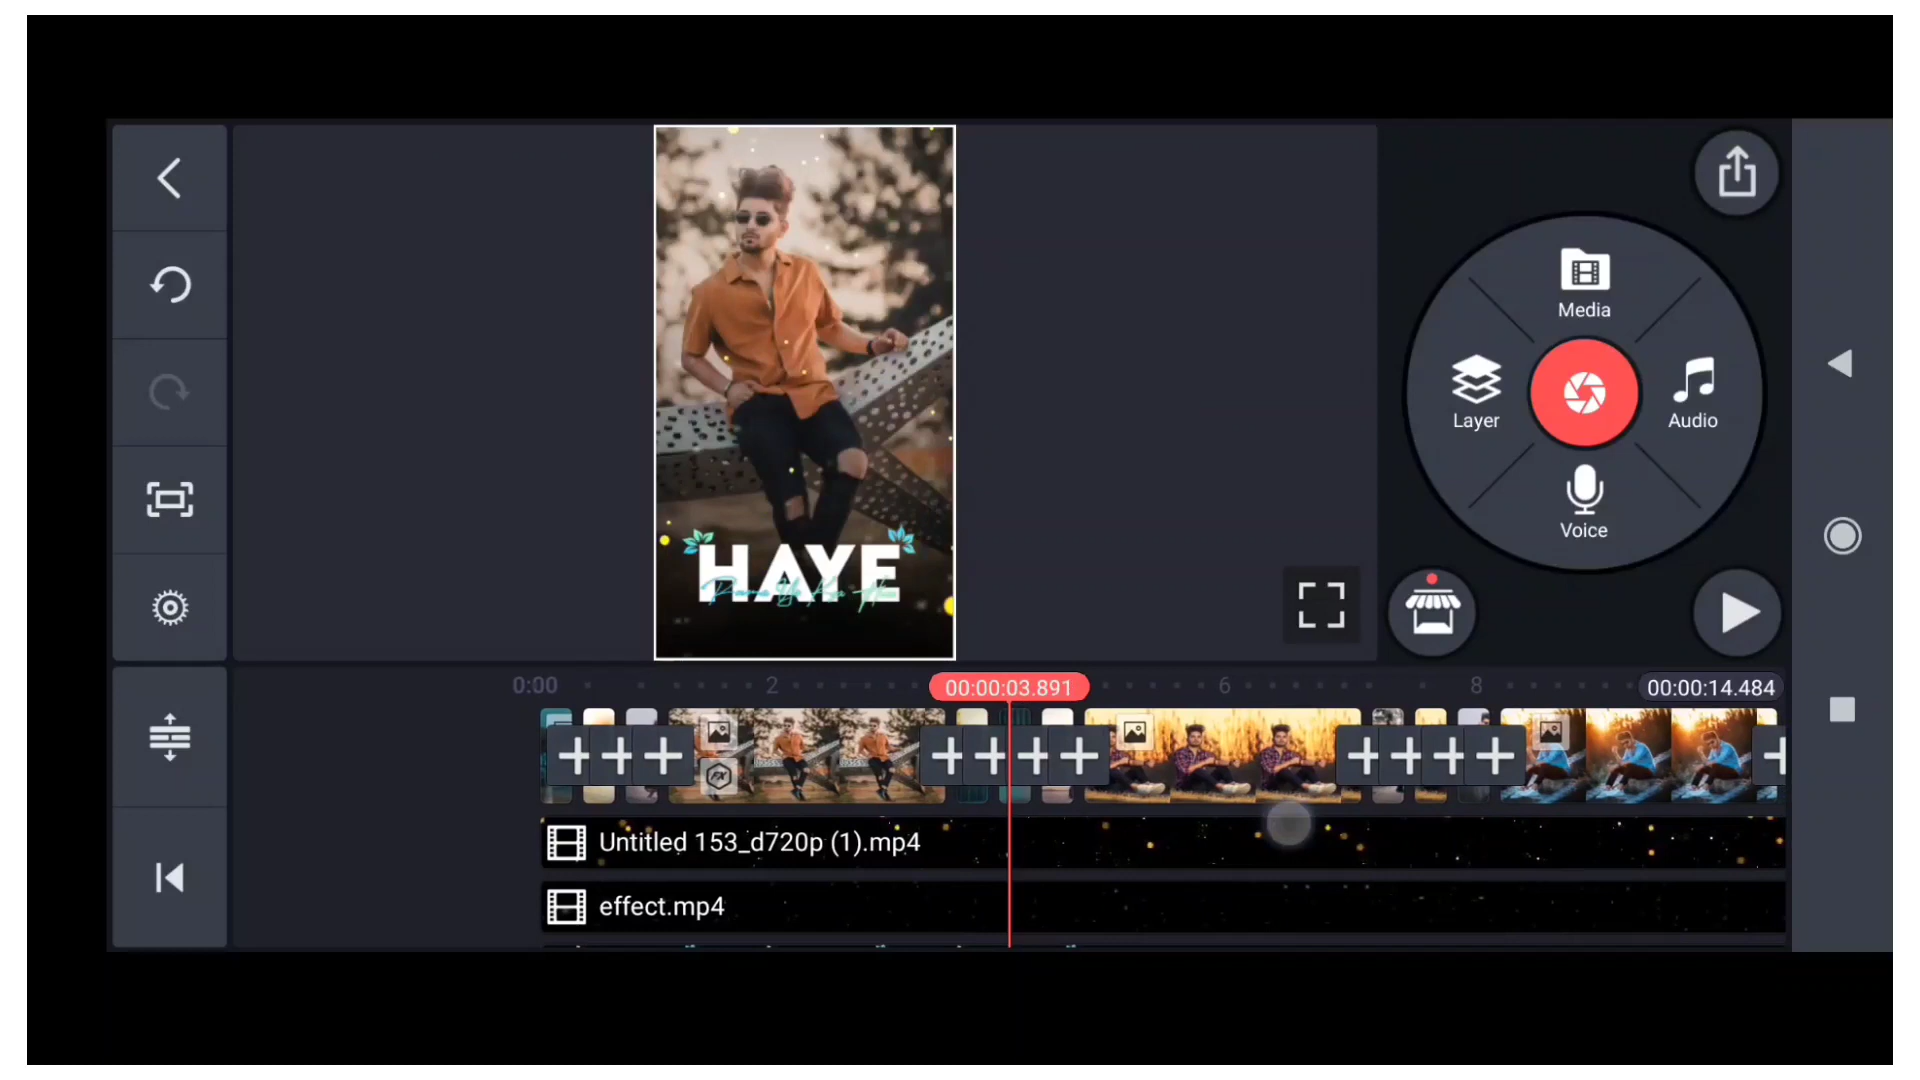 Media
Layer
Audio
Voice
HAYE
0:00
2
00:00:03.891
6
8
00:00:14.484
FX
Untitled 153_d720p (1).mp4
effect.mp4